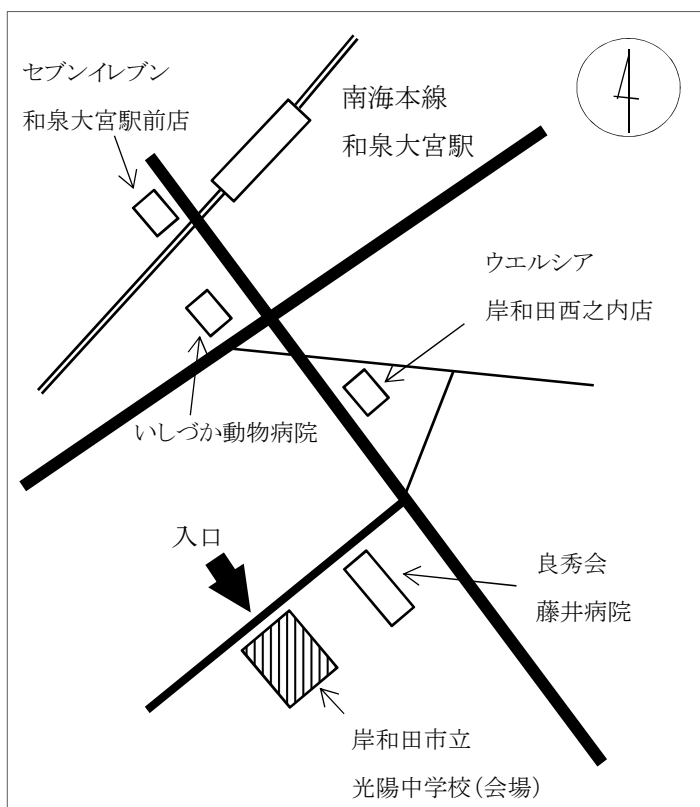 セブンイレブン
和泉大宮駅前店
南海本線
和泉大宮駅
ウエルシア
岸和田西之内店
いしづか動物病院
入口
良秀会
藤井病院
岸和田市立
光陽中学校(会場)